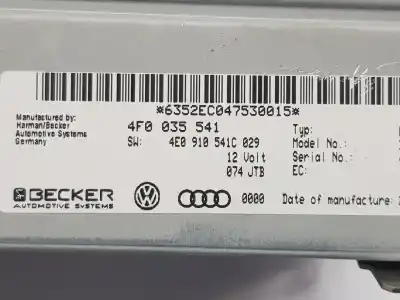 *6352EC047530015*
Manufactured by:
Harman/Becker
Automotive Systems
Germany
4F0 035 541
SW: 4E0 910 541C 029
12 Volt
074 JTB
Typ:
Model No.:
Serial No.
EC:
BECKER
AUTOMOTIVE SYSTEMS
0000
Date of manufacture: